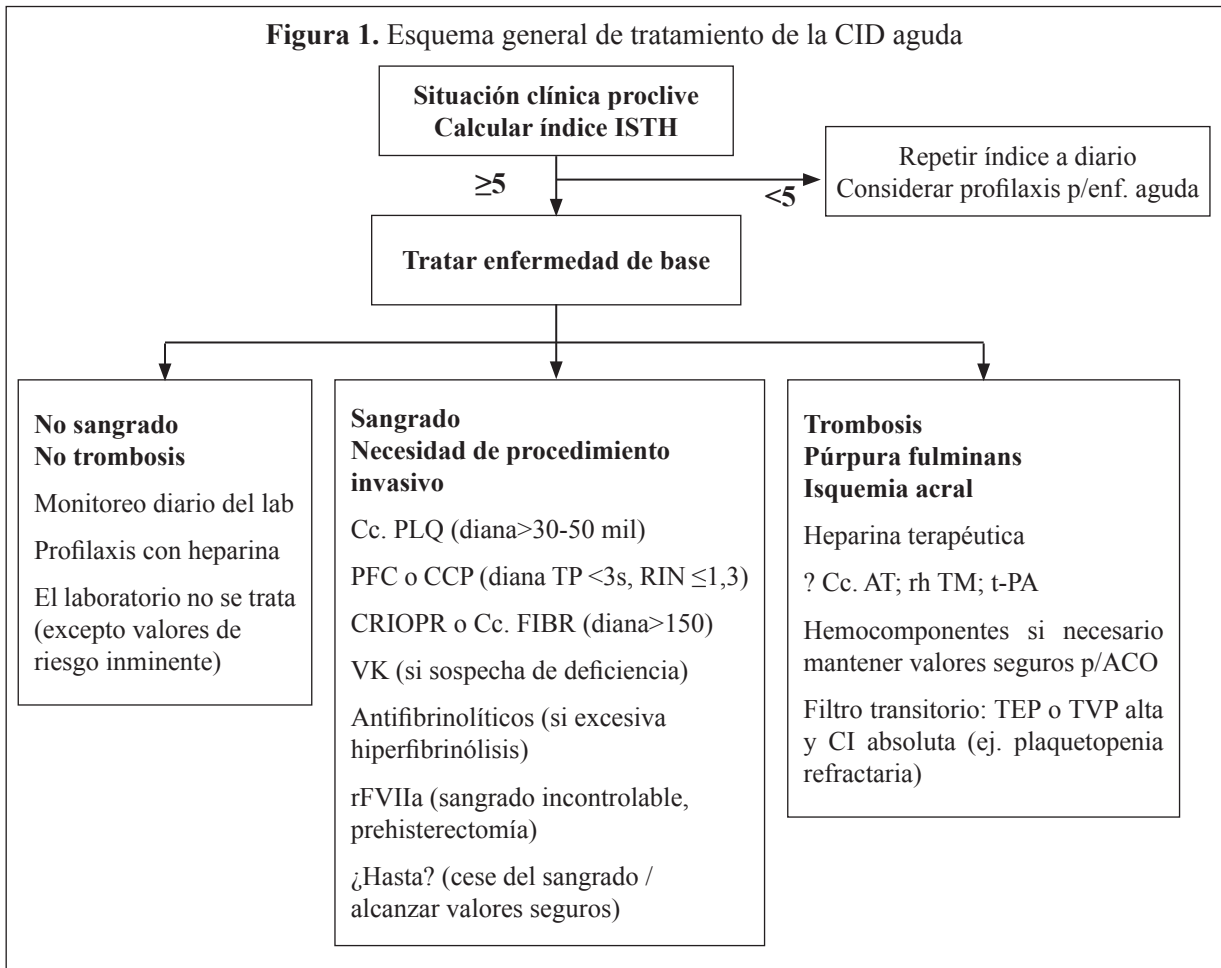 Figura 1. Esquema general de tratamiento de la CID aguda
Situación clínica proclive
Calcular índice ISTH
≥5
<5
Repetir índice a diario
Considerar profilaxis p/enf. aguda
Tratar enfermedad de base
No sangrado
No trombosis
Monitoreo diario del lab
Profilaxis con heparina
El laboratorio no se trata
(excepto valores de
riesgo inminente)
Sangrado
Necesidad de procedimiento
invasivo
Cc. PLQ (diana>30-50 mil)
PFC o CCP (diana TP <3s, RIN ≤1,3)
CRIOPR o Cc. FIBR (diana>150)
VK (si sospecha de deficiencia)
Antifibrinolíticos (si excesiva
hiperfibrinólisis)
rFVIIa (sangrado incontrolable,
prehisterectomía)
¿Hasta? (cese del sangrado /
alcanzar valores seguros)
Trombosis
Púrpura fulminans
Isquemia acral
Heparina terapéutica
? Cc. AT; rh TM; t-PA
Hemocomponentes si necesario
mantener valores seguros p/ACO
Filtro transitorio: TEP o TVP alta
y CI absoluta (ej. plaquetopenia
refractaria)